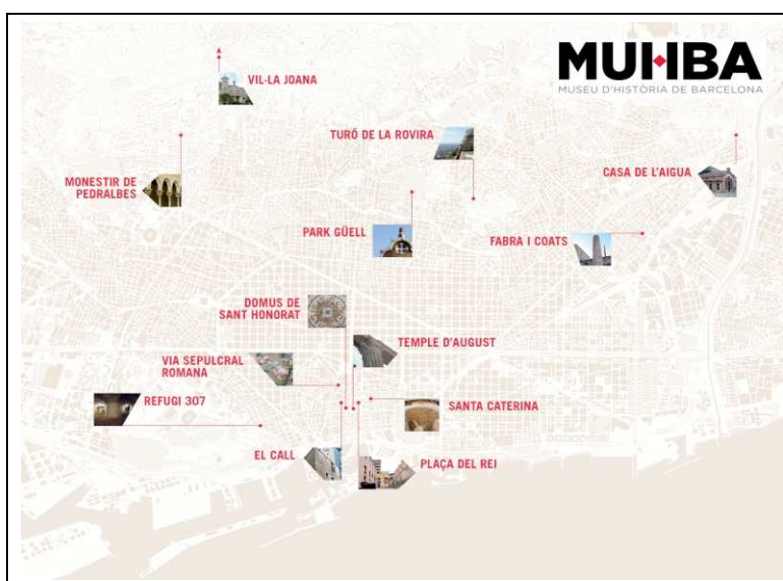 MUHBA
MUSEU D'HISTÒRIA DE BARCELONA
VIL·LA JOANA
TURÓ DE LA ROVIRA
CASA DE L'AIGUA
MONESTIR DE
PEDRALBES
PARK GÜELL
FABRA I COATS
DOMUS DE
SANT HONORAT
TEMPLE D'AUGUST
VIA SEPULCRAL
ROMANA
REFUGI 307
SANTA CATERINA
EL CALL
PLAÇA DEL REI